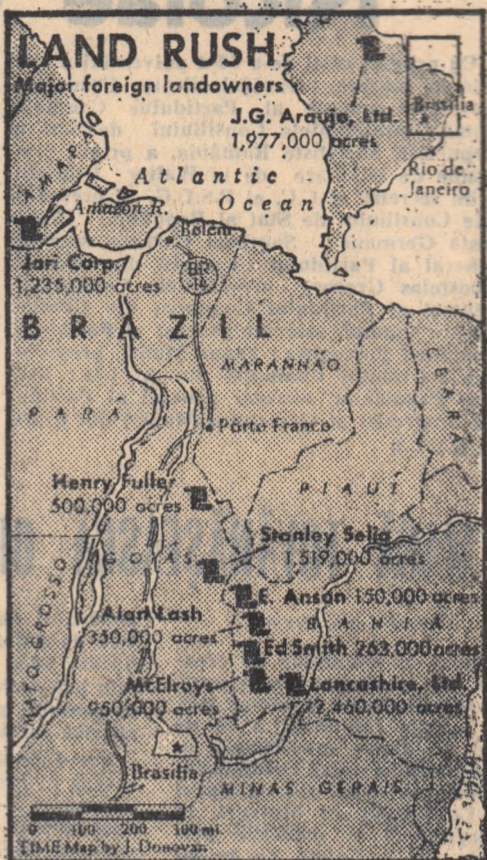 LAND RUSH
Major foreign landowners
J.G. Araujo, Ltd.
1,977,000 acres
Brasília
Rio de
Janeiro
AMAPÁ
Atlantic
Ocean
Amazon R.
Belém
Jari Corp.
1,235,000 acres
BR
14
BRAZIL
MARANHÃO
CEARÁ
PARÁ
Pôrto Franco
Henry Fuller
500,000 acres
PIAUÍ
Stanley Selig
1,519,000 acres
GOIÁS
MATO GROSSO
E. Anson 150,000 acres
Alan Lash
350,000 acres
BAHIA
Ed Smith 263,000 acres
McElroys
950,000 acres
Lancashire, Ltd.
460,000 acres
Brasília
MINAS GERAIS
0 100 200 300 mi.
TIME Map by J. Donovan